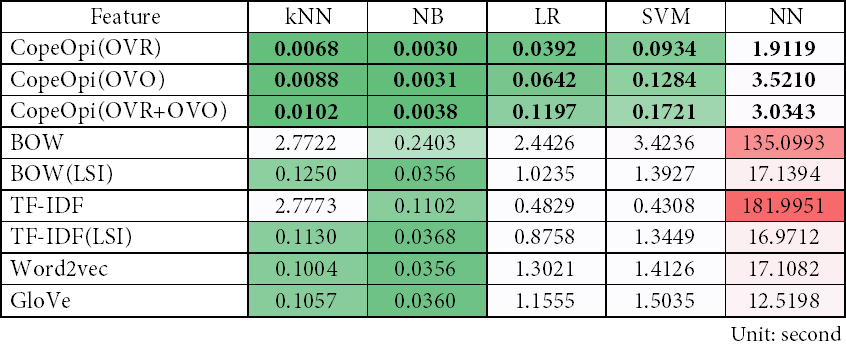 Feature kNN NB LR SVM NN
CopeOpi(OVR) 0.0068 0.0030 0.0392 0.0934 1.9119
CopeOpi(OVO) 0.0088 0.0031 0.0642 0.1284 3.5210
CopeOpi(OVR+OVO) 0.0102 0.0038 0.1197 0.1721 3.0343
BOW 2.7722 0.2403 2.4426 3.4236 135.0993
BOW(LSI) 0.1250 0.0356 1.0235 1.3927 17.1394
TF-IDF 2.7773 0.1102 0.4829 0.4308 181.9951
TF-IDF(LSI) 0.1130 0.0368 0.8758 1.3449 16.9712
Word2vec 0.1004 0.0356 1.3021 1.4126 17.1082
GloVe 0.1057 0.0360 1.1555 1.5035 12.5198
Unit: second